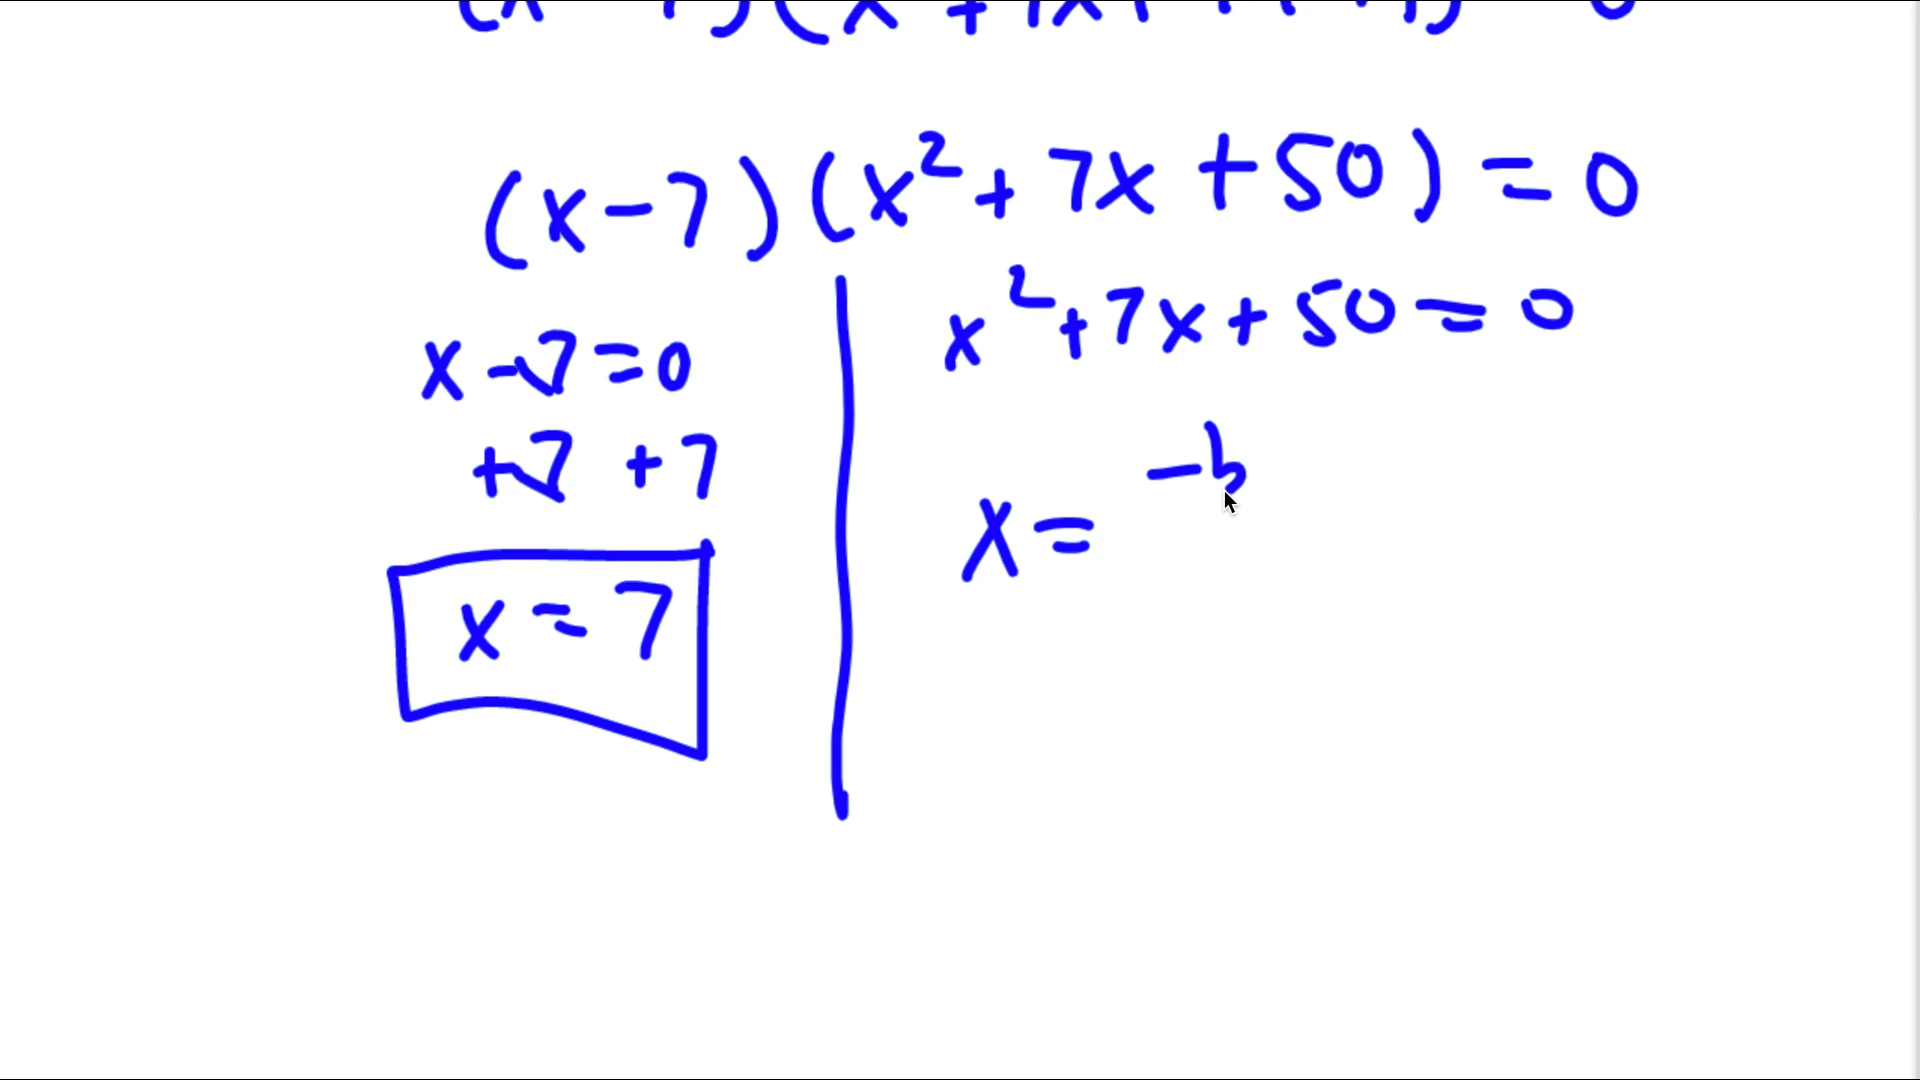 (x-7)(x²+7x+50)=0
x-7=0
+7 +7
x=7
x²+7x+50=0
x= -b